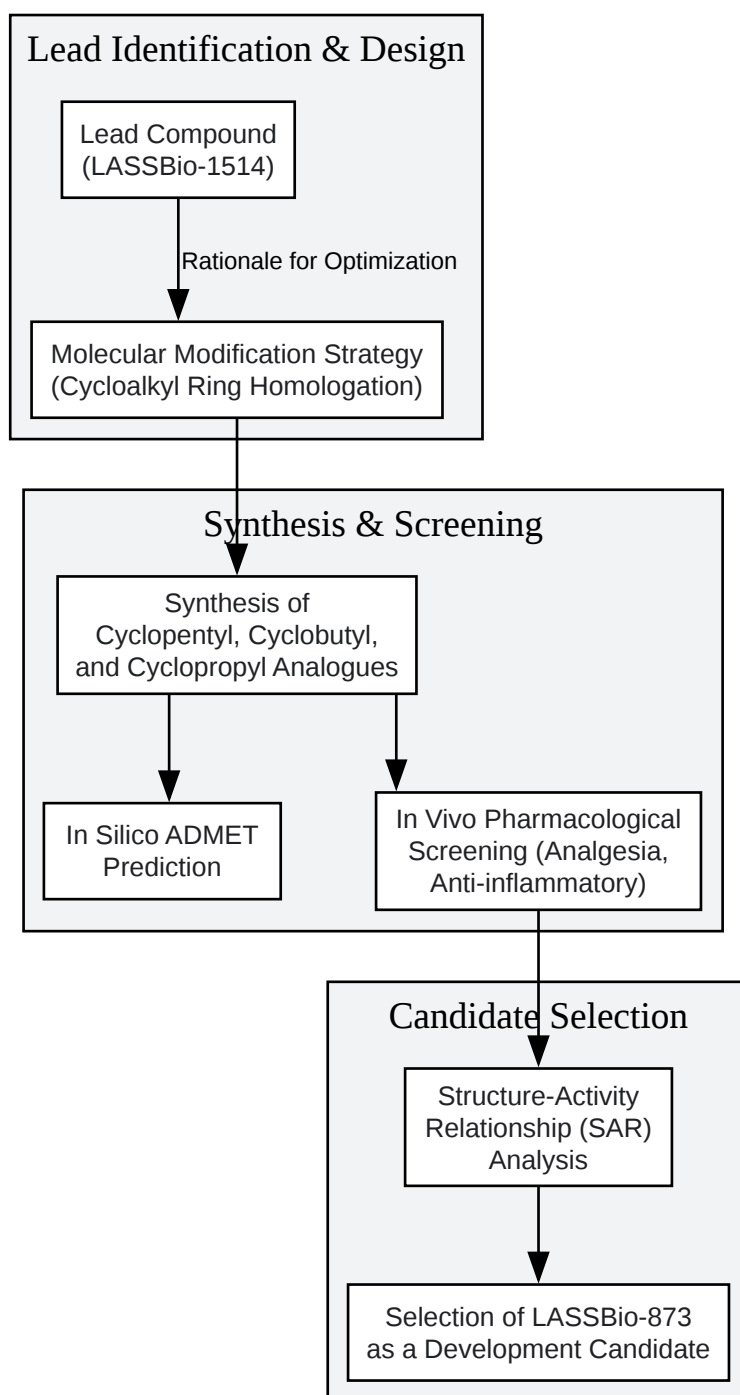 Lead Identification & Design
Lead Compound
(LASSBio-1514)
Rationale for Optimization
Molecular Modification Strategy
(Cycloalkyl Ring Homologation)
Synthesis & Screening
Synthesis of
Cyclopentyl, Cyclobutyl,
and Cyclopropyl Analogues
In Silico ADMET
Prediction
In Vivo Pharmacological
Screening (Analgesia,
Anti-inflammatory)
Candidate Selection
Structure-Activity
Relationship (SAR)
Analysis
Selection of LASSBio-873
as a Development Candidate